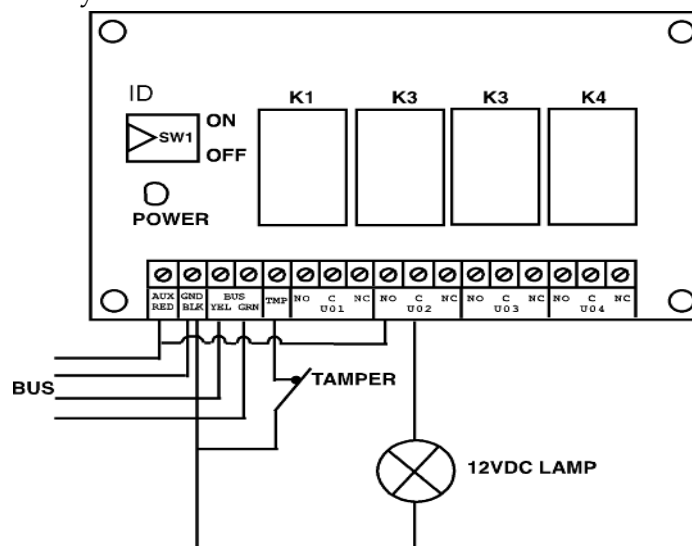 ID
K1 K3 K3 K4
ON
SW1
OFF
POWER
AUX GND BUS TMP NO C NC NO C NC NO C NC NO C NC
RED BLK YEL GRN U01 U02 U03 U04
BUS
TAMPER
12VDC LAMP